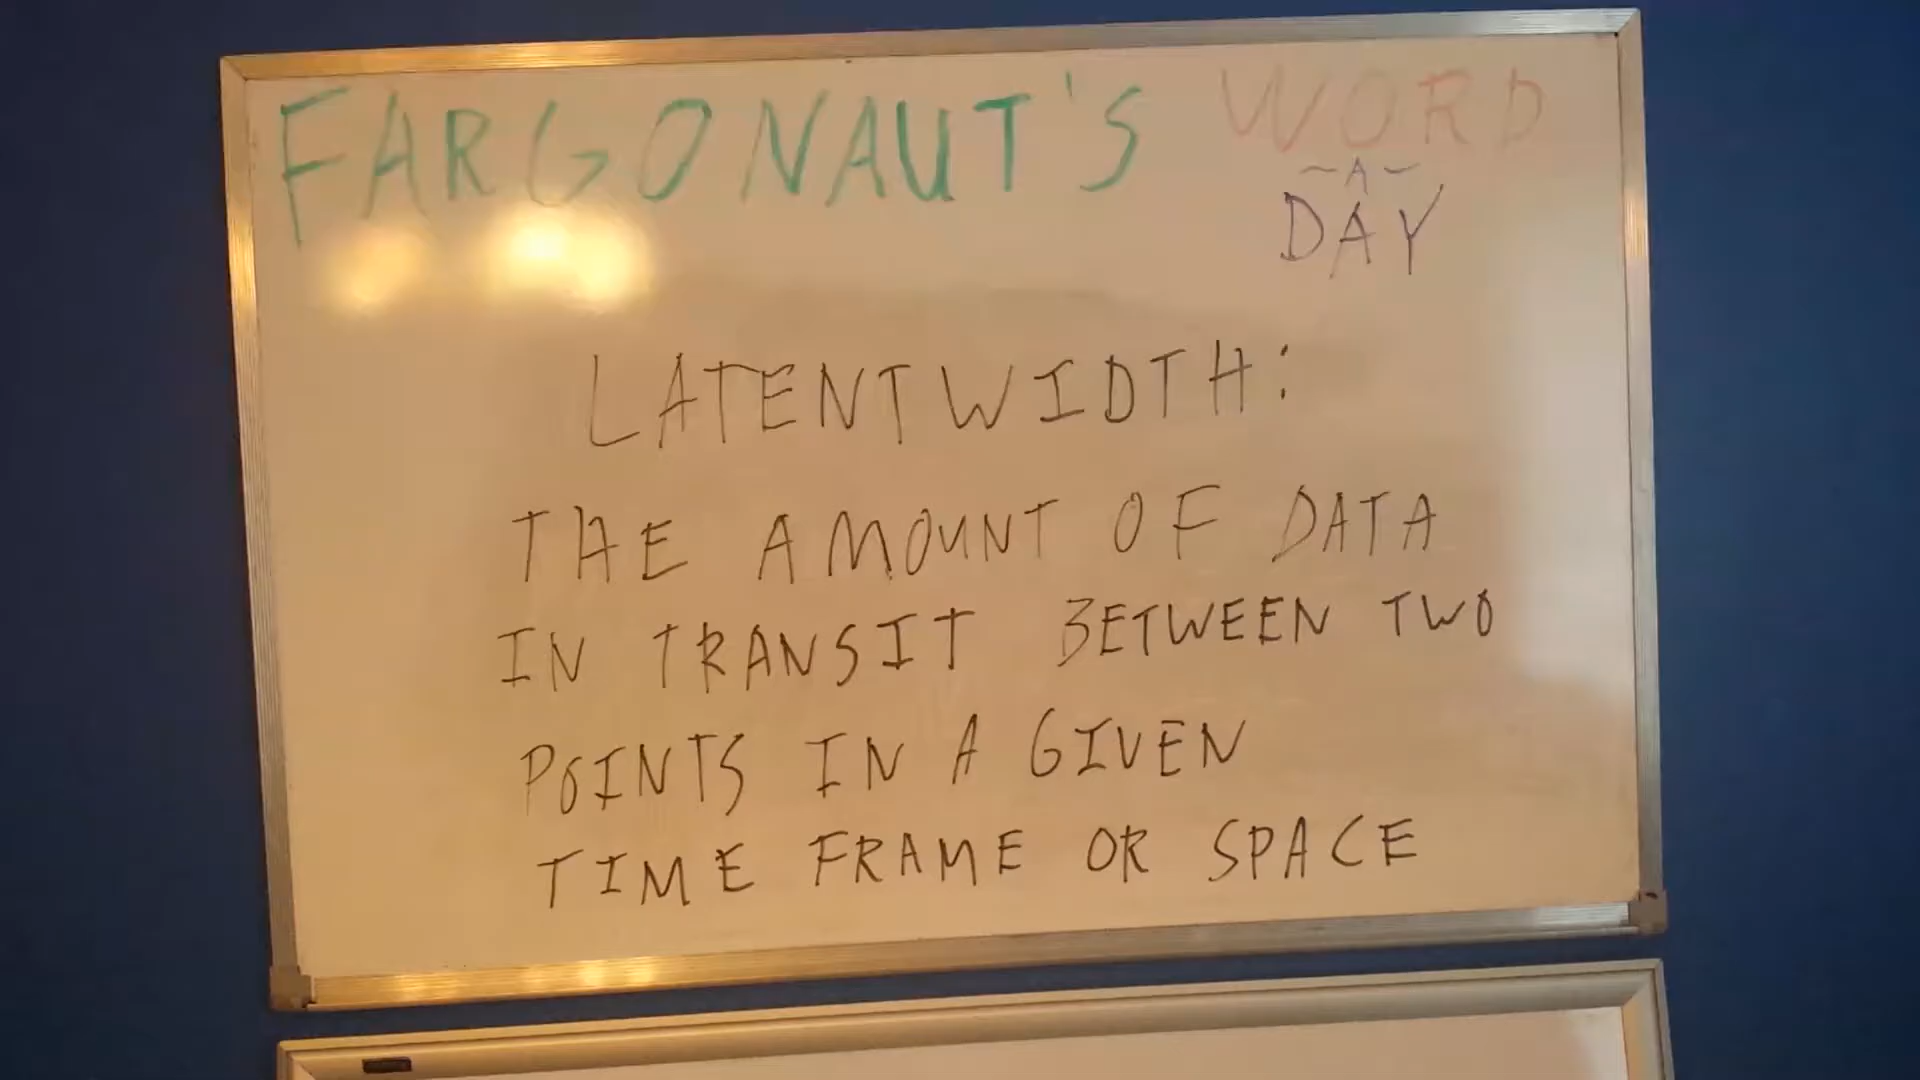 FARGONAUT'S WORD
-A-
DAY
LATENTWIDTH:
THE AMOUNT OF DATA
IN TRANSIT BETWEEN TWO
POINTS IN A GIVEN
TIME FRAME OR SPACE